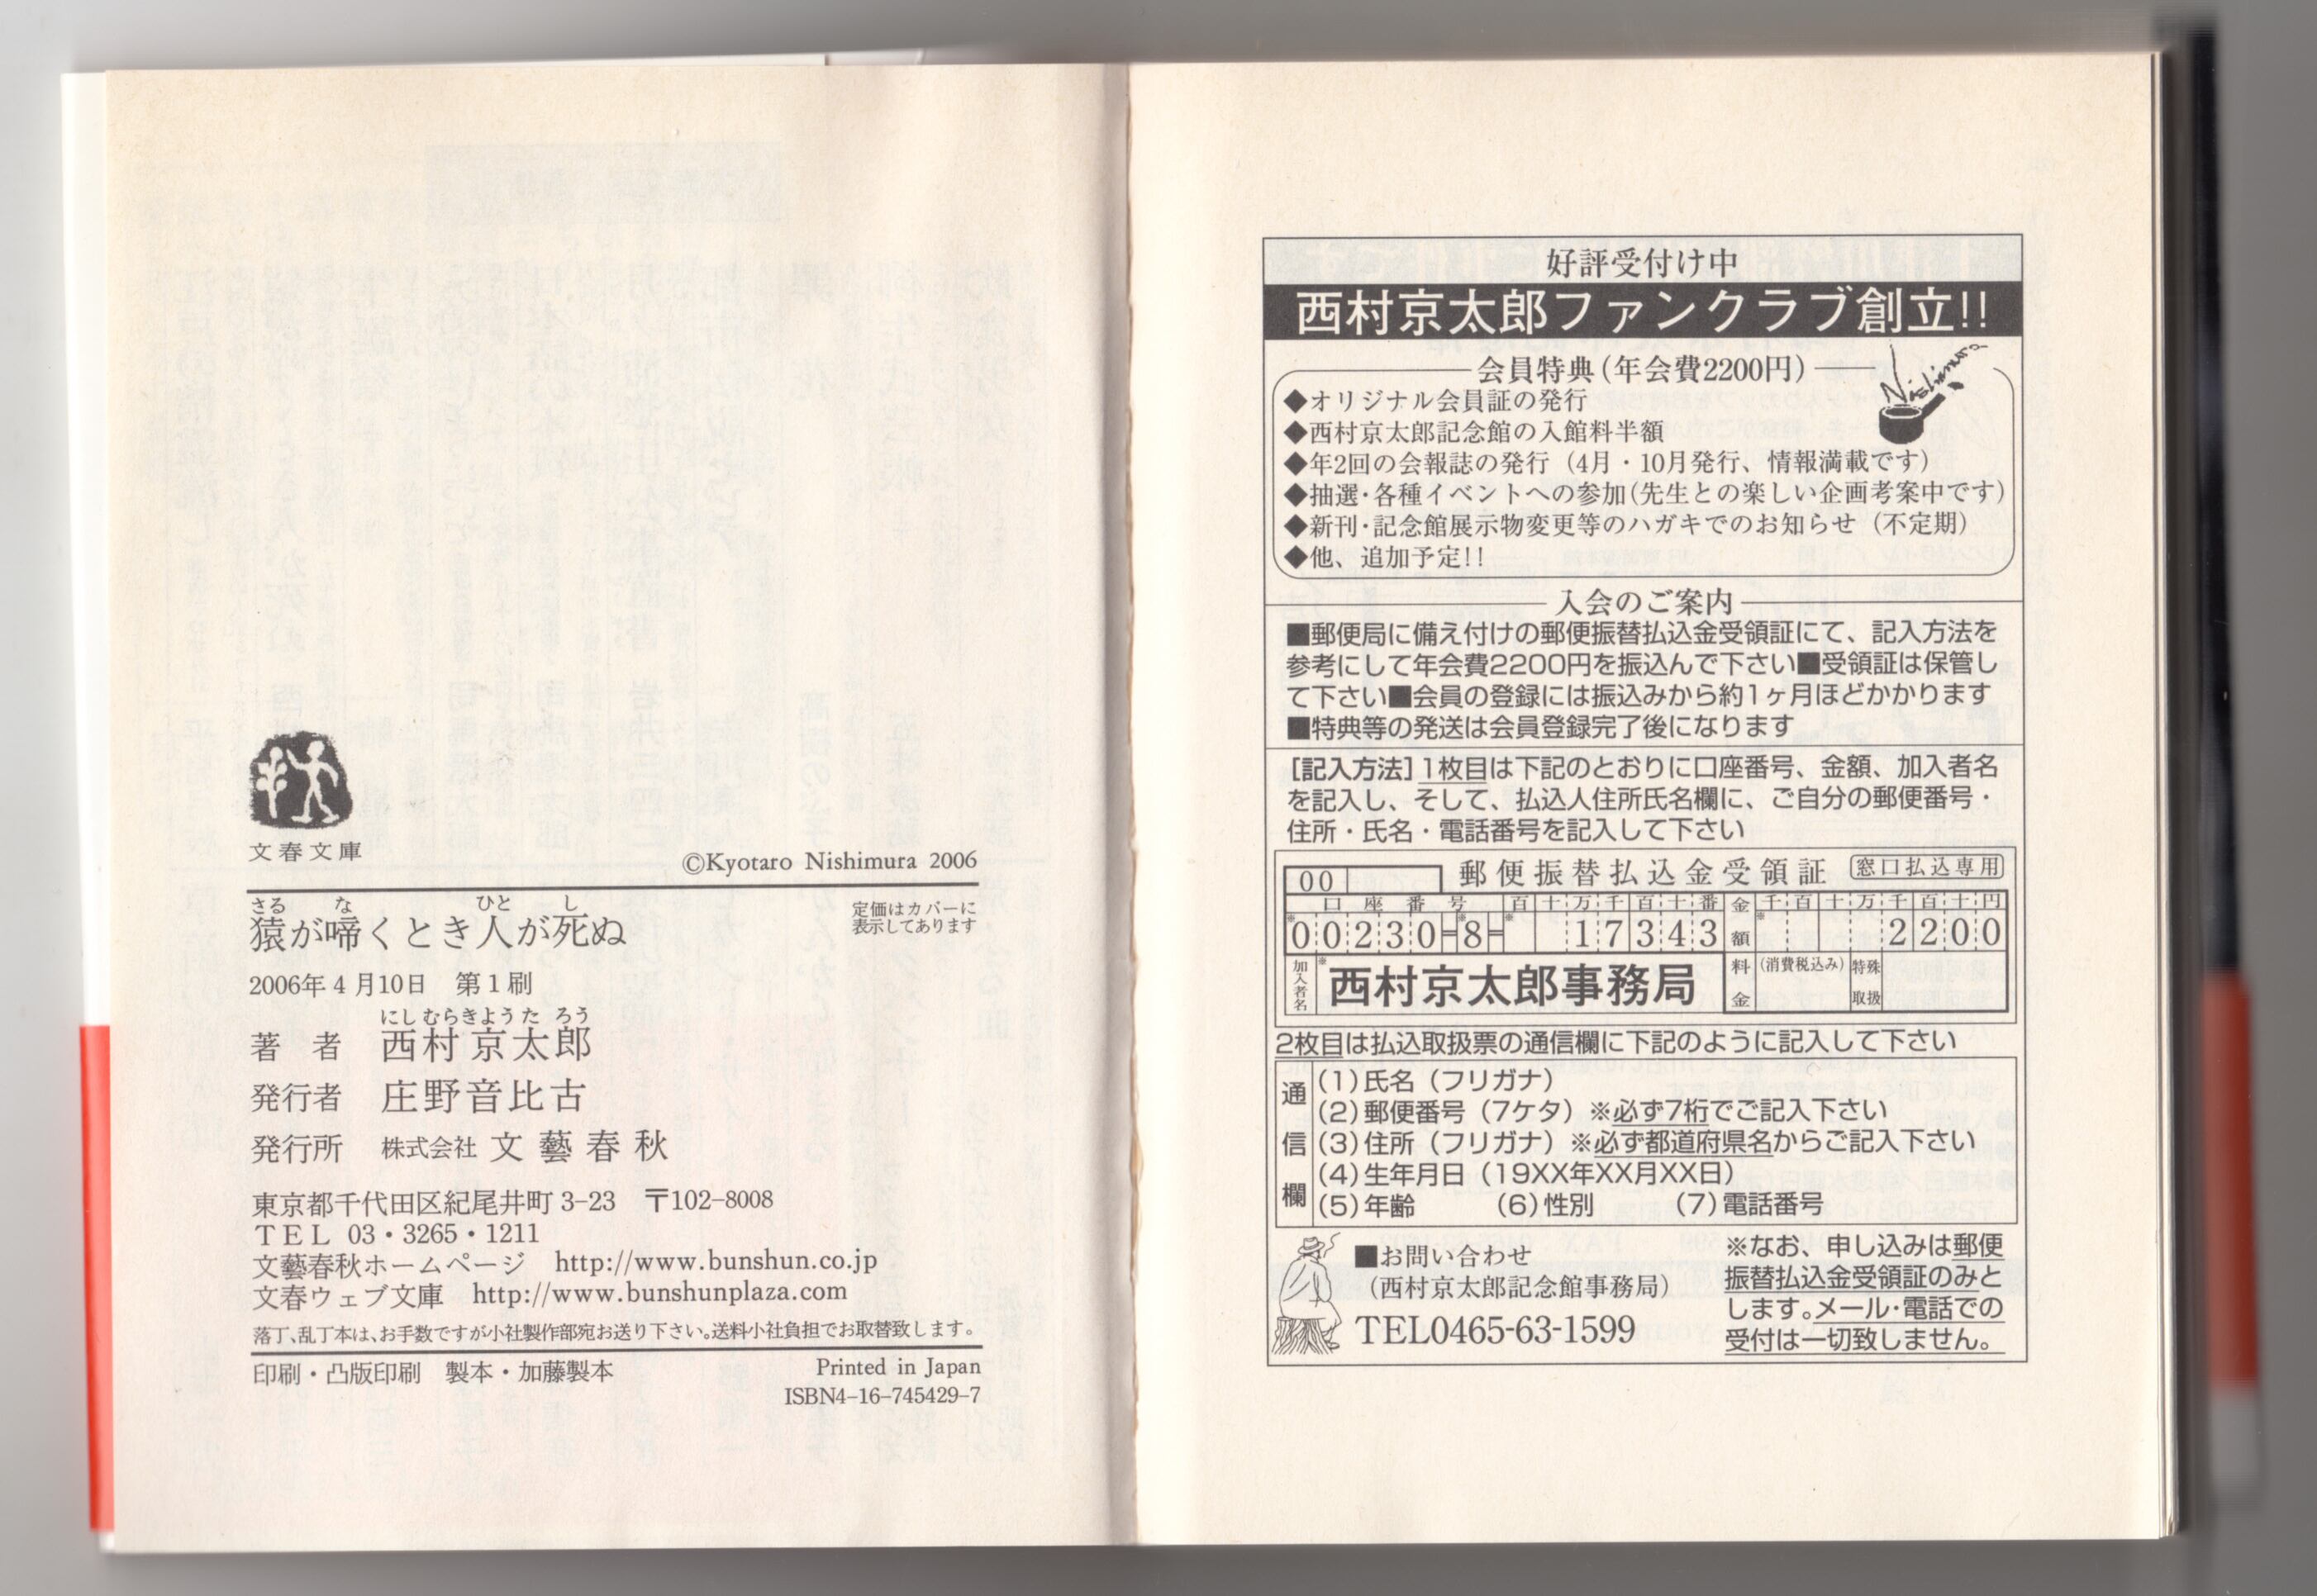 文春文庫
©Kyotaro Nishimura 2006
さる な ひと し
猿が啼くとき人が死ぬ
定価はカバーに
表示してあります
2006年4月10日 第1刷
にし むら きよう た ろう
著 者 西村京太郎
発行者 庄野音比古
発行所 株式会社 文藝春秋
東京都千代田区紀尾井町 3-23 〒102-8008
TEL 03・3265・1211
文藝春秋ホームページ http://www.bunshun.co.jp
文春ウェブ文庫 http://www.bunshunplaza.com
落丁、乱丁本は、お手数ですが小社製作部宛お送り下さい。送料小社負担でお取替致します。
印刷・凸版印刷 製本・加藤製本
Printed in Japan
ISBN4-16-745429-7
好評受付け中
西村京太郎ファンクラブ創立!!
会員特典(年会費2200円)
Nishimura
◆オリジナル会員証の発行
◆西村京太郎記念館の入館料半額
◆年2回の会報誌の発行(4月・10月発行、情報満載です)
◆抽選・各種イベントへの参加(先生との楽しい企画考案中です)
◆新刊・記念館展示物変更等のハガキでのお知らせ(不定期)
◆他、追加予定!!
入会のご案内
■郵便局に備え付けの郵便振替払込金受領証にて、記入方法を
参考にして年会費2200円を振込んで下さい■受領証は保管し
て下さい■会員の登録には振込みから約1ヶ月ほどかかります
■特典等の発送は会員登録完了後になります
[記入方法]1枚目は下記のとおりに口座番号、金額、加入者名
を記入し、そして、払込人住所氏名欄に、ご自分の郵便番号・
住所・氏名・電話番号を記入して下さい
00 郵便振替払込金受領証 窓口払込専用
口座番号 百十万千百十番 金額 千百十万千百十円
※00230-※8-※ 17343 ※ 2200
加入者名 ※西村京太郎事務局 料金 (消費税込み) 特殊取扱
2枚目は払込取扱票の通信欄に下記のように記入して下さい
通信欄
(1)氏名(フリガナ)
(2)郵便番号(7ケタ)※必ず7桁でご記入下さい
(3)住所(フリガナ)※必ず都道府県名からご記入下さい
(4)生年月日(19XX年XX月XX日)
(5)年齢 (6)性別 (7)電話番号
■お問い合わせ
(西村京太郎記念館事務局)
TEL0465-63-1599
※なお、申し込みは郵便
振替払込金受領証のみと
します。メール・電話での
受付は一切致しません。